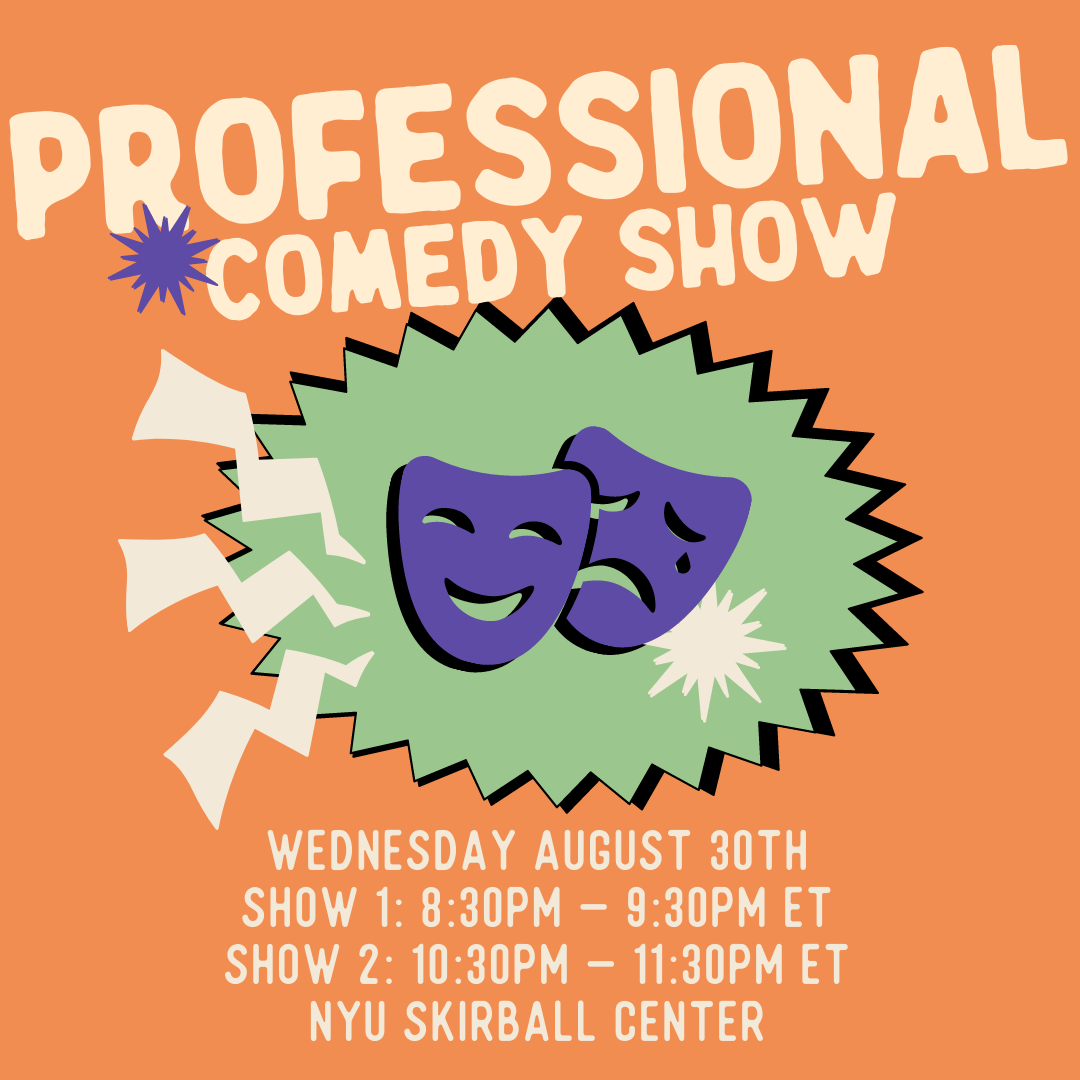 PROFESSIONAL
COMEDY SHOW
WEDNESDAY AUGUST 30TH
SHOW 1: 8:30PM – 9:30PM ET
SHOW 2: 10:30PM – 11:30PM ET
NYU SKIRBALL CENTER